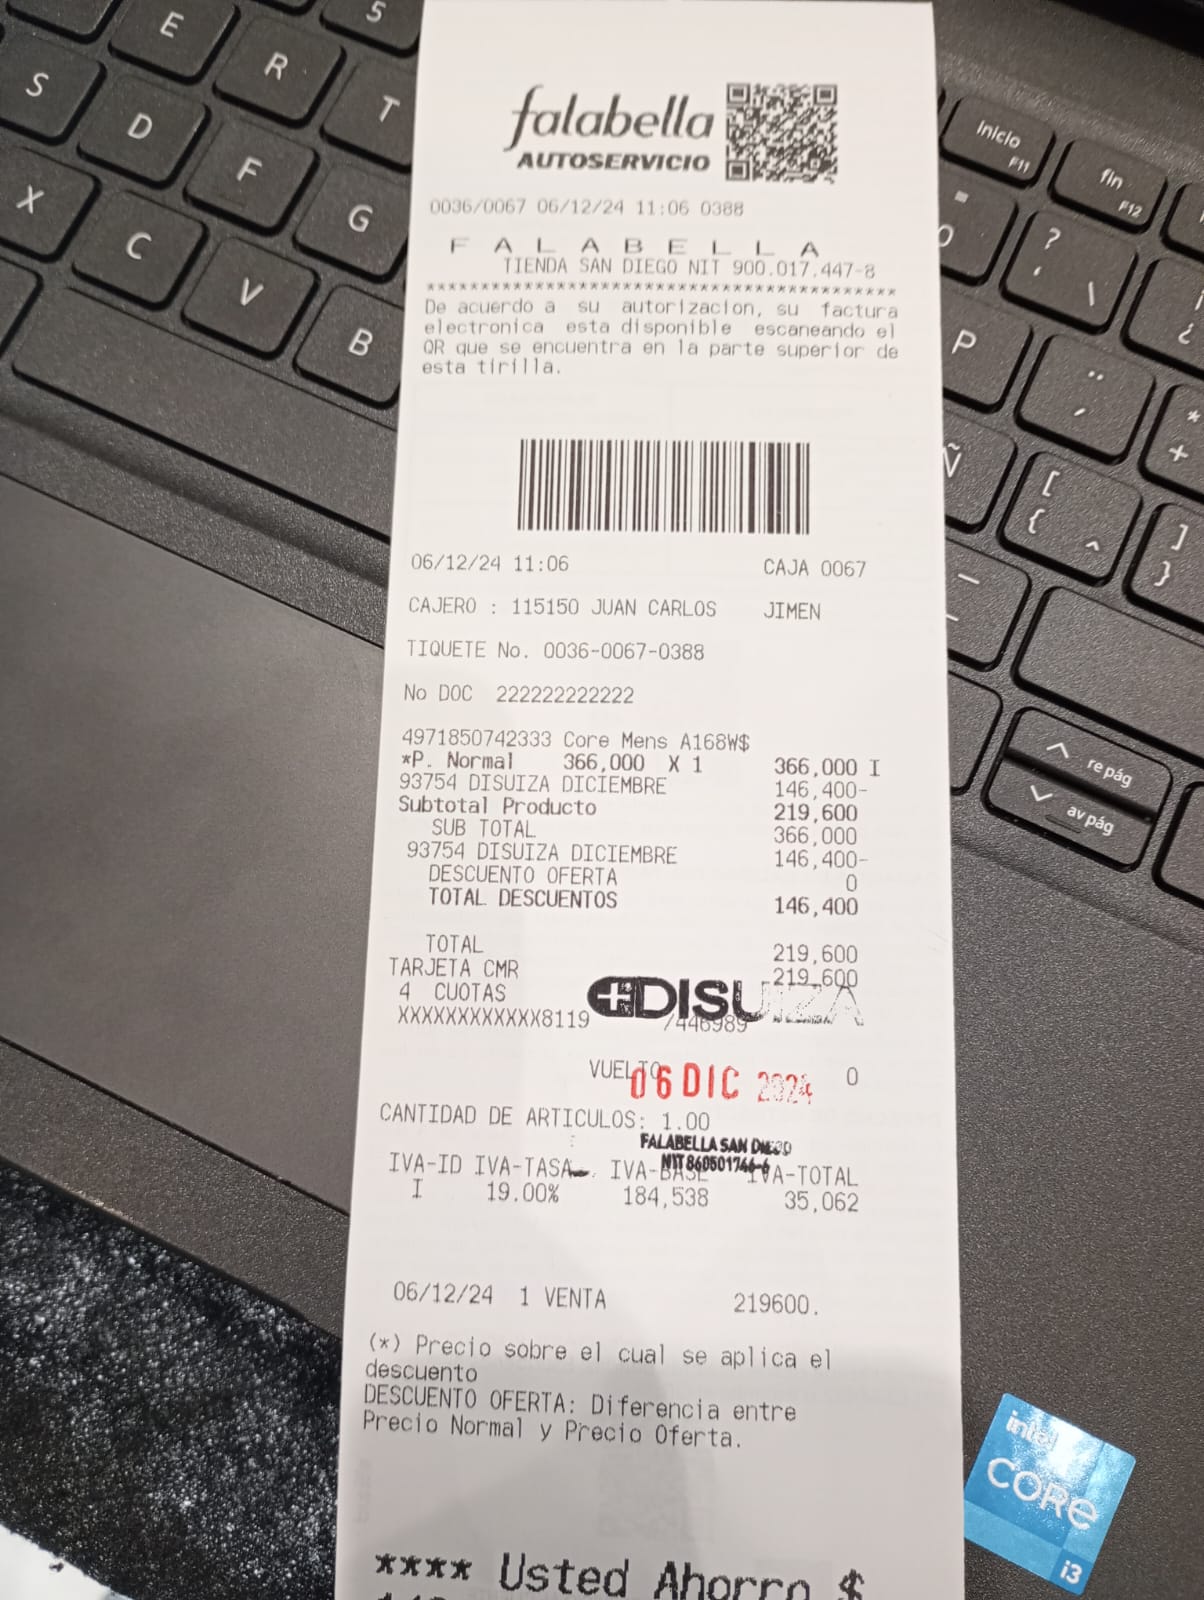 falabella
AUTOSERVICIO
0036/0067 06/12/24 11:06 0388
F A L A B E L L A
TIENDA SAN DIEGO NIT 900.017.447-8
******************************************
De acuerdo a su autorizacion, su factura
electronica esta disponible escaneando el
QR que se encuentra en la parte superior de
esta tirilla.
06/12/24 11:06 CAJA 0067
CAJERO : 115150 JUAN CARLOS JIMEN
TIQUETE No. 0036-0067-0388
No DOC 222222222222
4971850742333 Core Mens A168W$
*P. Normal 366,000 X 1 366,000 I
93754 DISUIZA DICIEMBRE 146,400-
Subtotal Producto 219,600
SUB TOTAL 366,000
93754 DISUIZA DICIEMBRE 146,400-
DESCUENTO OFERTA 0
TOTAL DESCUENTOS 146,400
TOTAL 219,600
TARJETA CMR 219,600
4 CUOTAS
DISUIZA
XXXXXXXXXXXX8119 /446989
VUELTO 0
06 DIC 2024
CANTIDAD DE ARTICULOS: 1.00
FALABELLA SAN DIEGO
NIT 860501746-6
IVA-ID IVA-TASA IVA-BASE IVA-TOTAL
I 19.00% 184,538 35,062
06/12/24 1 VENTA 219600.
(*) Precio sobre el cual se aplica el
descuento
DESCUENTO OFERTA: Diferencia entre
Precio Normal y Precio Oferta.
**** Usted Ahorro $
5
E
R
T
S
D
F
G
X
C
V
B
Inicio
F11
fin
F12
=
O
?
'
\
¡
¿
P
¨
´
*
+
Ñ
[
{
^
]
}
re pág
av pág
intel
CORE
i3